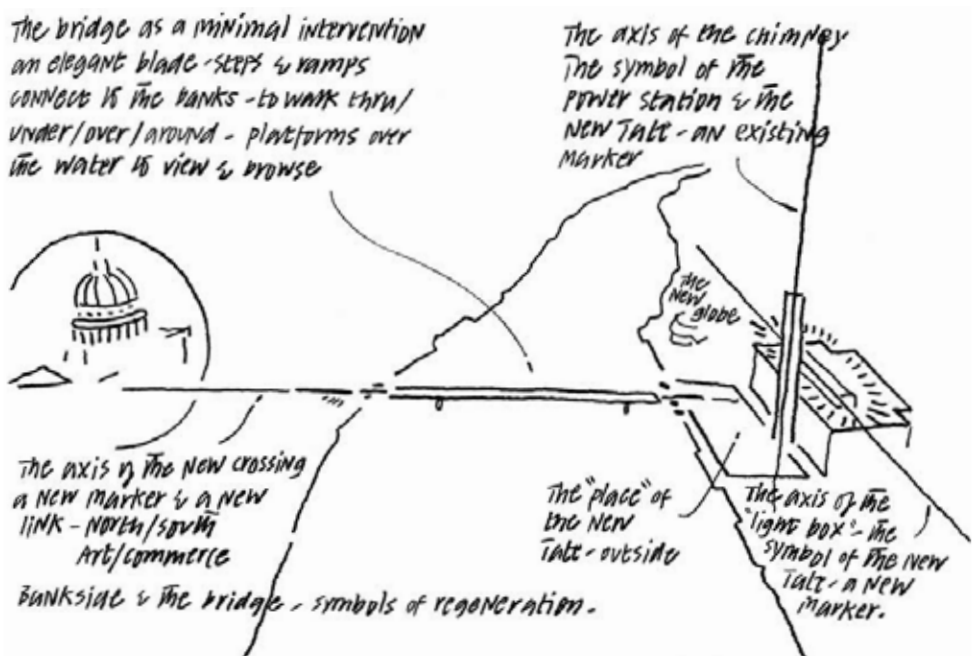 The bridge as a minimal intervention
an elegant blade - steps & ramps
connect to the banks - to walk thru/
under/over/around - platforms over
the water to view & browse
The axis of the chimney
The symbol of the
power station & the
New Tate - an existing
marker
The
New
globe
The axis of the new crossing
a new marker & a new
link - north/south
Art/commerce
The "place" of
the New
Tate - outside
The axis of the
"light box" - the
symbol of the New
Tate - a new
marker.
Bankside & the bridge - symbols of regeneration.